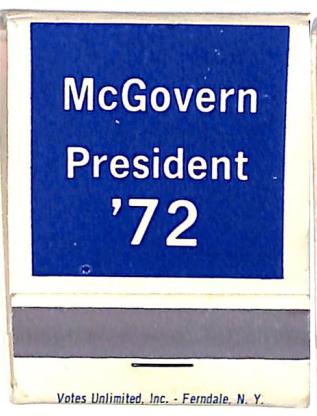 McGovern
President
’72
Votes Unlimited, Inc. - Ferndale, N. Y.